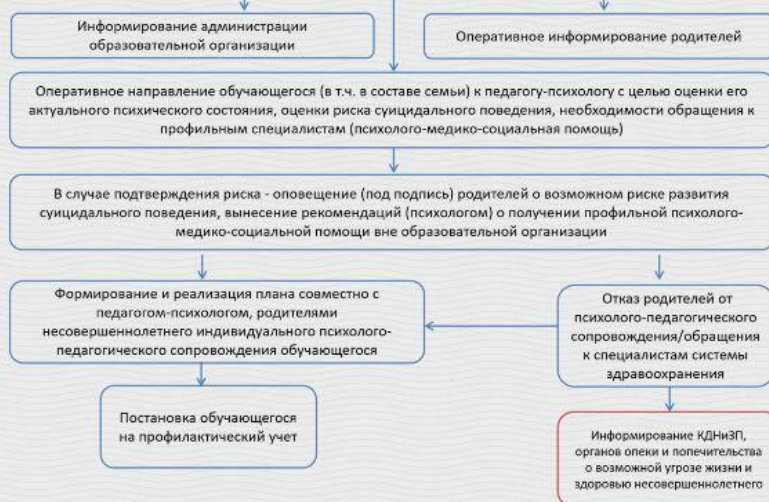 Информирование администрации
образовательной организации
Оперативное информирование родителей
Оперативное направление обучающегося (в т.ч. в составе семьи) к педагогу-психологу с целью оценки его
актуального психического состояния, оценки риска суицидального поведения, необходимости обращения к
профильным специалистам (психолого-медико-социальная помощь)
В случае подтверждения риска - оповещение (под подпись) родителей о возможном риске развития
суицидального поведения, вынесение рекомендаций (психологом) о получении профильной психолого-
медико-социальной помощи вне образовательной организации
Формирование и реализация плана совместно с
педагогом-психологом, родителями
несовершеннолетнего индивидуального психолого-
педагогического сопровождения обучающегося
Отказ родителей от
психолого-педагогического
сопровождения/обращения
к специалистам системы
здравоохранения
Постановка обучающегося
на профилактический учет
Информирование КДНиЗП,
органов опеки и попечительства
о возможной угрозе жизни и
здоровью несовершеннолетнего